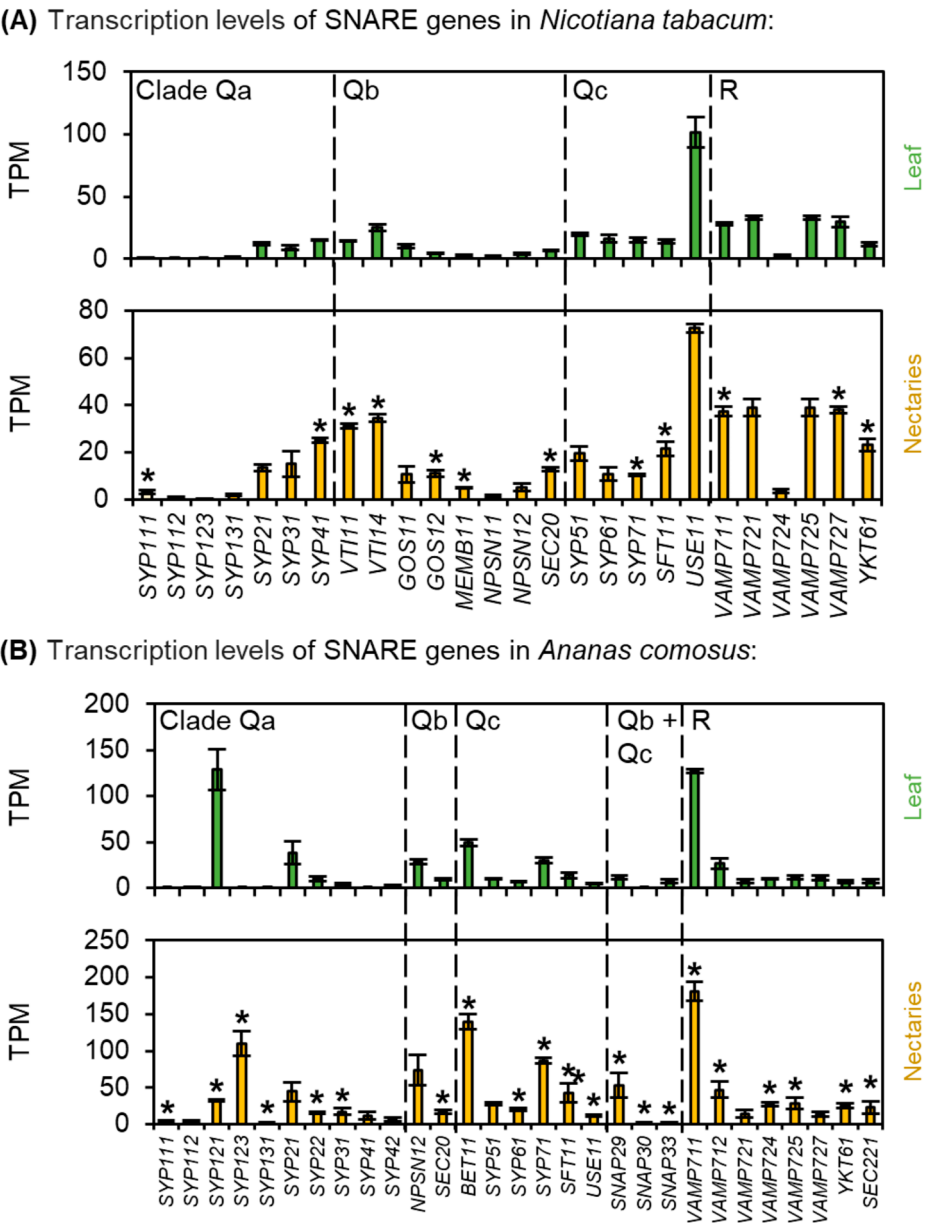 (A) Transcription levels of SNARE genes in Nicotiana tabacum:
150
100
50
0
TPM
Clade Qa
Qb
Qc
R
Leaf
80
60
40
20
0
TPM
* * * * * * * * * * * *
Nectaries
SYP111 SYP112 SYP123 SYP131 SYP21 SYP31 SYP41 VTI11 VTI14 GOS11 GOS12 MEMB11 NPSN11 NPSN12 SEC20 SYP51 SYP61 SYP71 SFT11 USE11 VAMP711 VAMP721 VAMP724 VAMP725 VAMP727 YKT61
(B) Transcription levels of SNARE genes in Ananas comosus:
200
150
100
50
0
TPM
Clade Qa
Qb
Qc
Qb +
Qc
R
Leaf
250
200
150
100
50
0
TPM
* * * * * * * * * * * * * * * * * * * * * *
Nectaries
SYP111 SYP112 SYP121 SYP123 SYP131 SYP21 SYP22 SYP31 SYP41 SYP42 NPSN12 SEC20 BET11 SYP51 SYP61 SYP71 SFT11 USE11 SNAP29 SNAP30 SNAP33 VAMP711 VAMP712 VAMP721 VAMP724 VAMP725 VAMP727 YKT61 SEC221